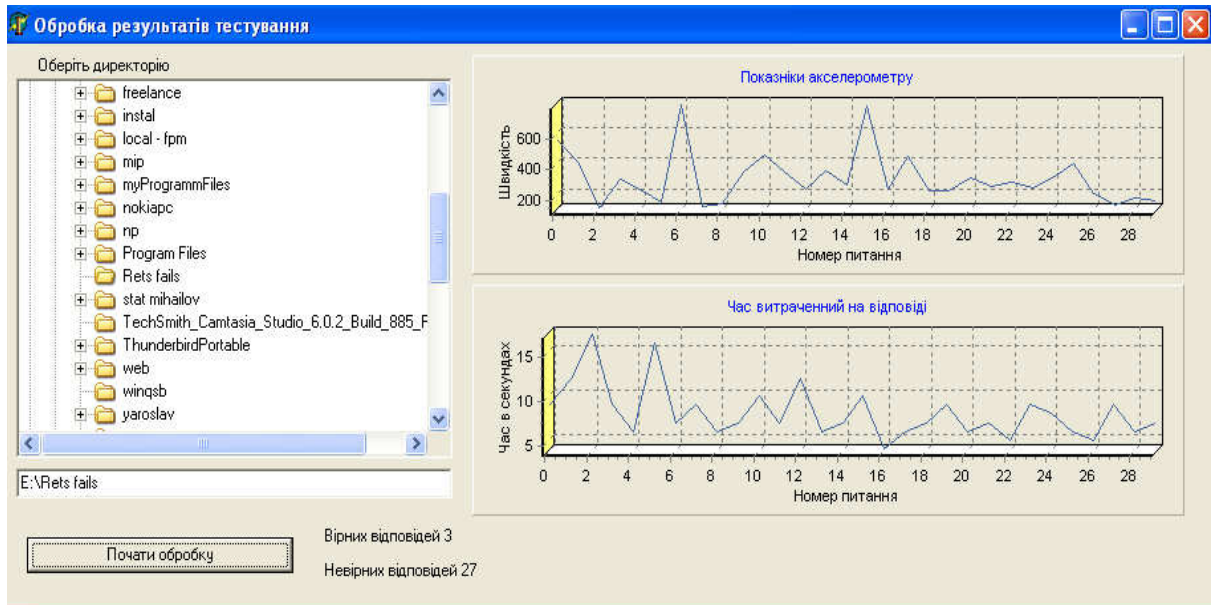 Обробка результатів тестування
Оберіть директорію
freelance
instal
local - fpm
mip
myProgrammFiles
nokiapc
np
Program Files
Rets fails
stat mihailov
TechSmith_Camtasia_Studio_6.0.2_Build_885_F
ThunderbirdPortable
web
winqsb
yaroslav
E:\Rets fails
Почати обробку
Вірних відповідей 3
Невірних відповідей 27
Показніки акселерометру
Швидкість
600
400
200
0 2 4 6 8 10 12 14 16 18 20 22 24 26 28
Номер питання
Час витраченний на відповіді
Час в секундах
15
10
5
0 2 4 6 8 10 12 14 16 18 20 22 24 26 28
Номер питання